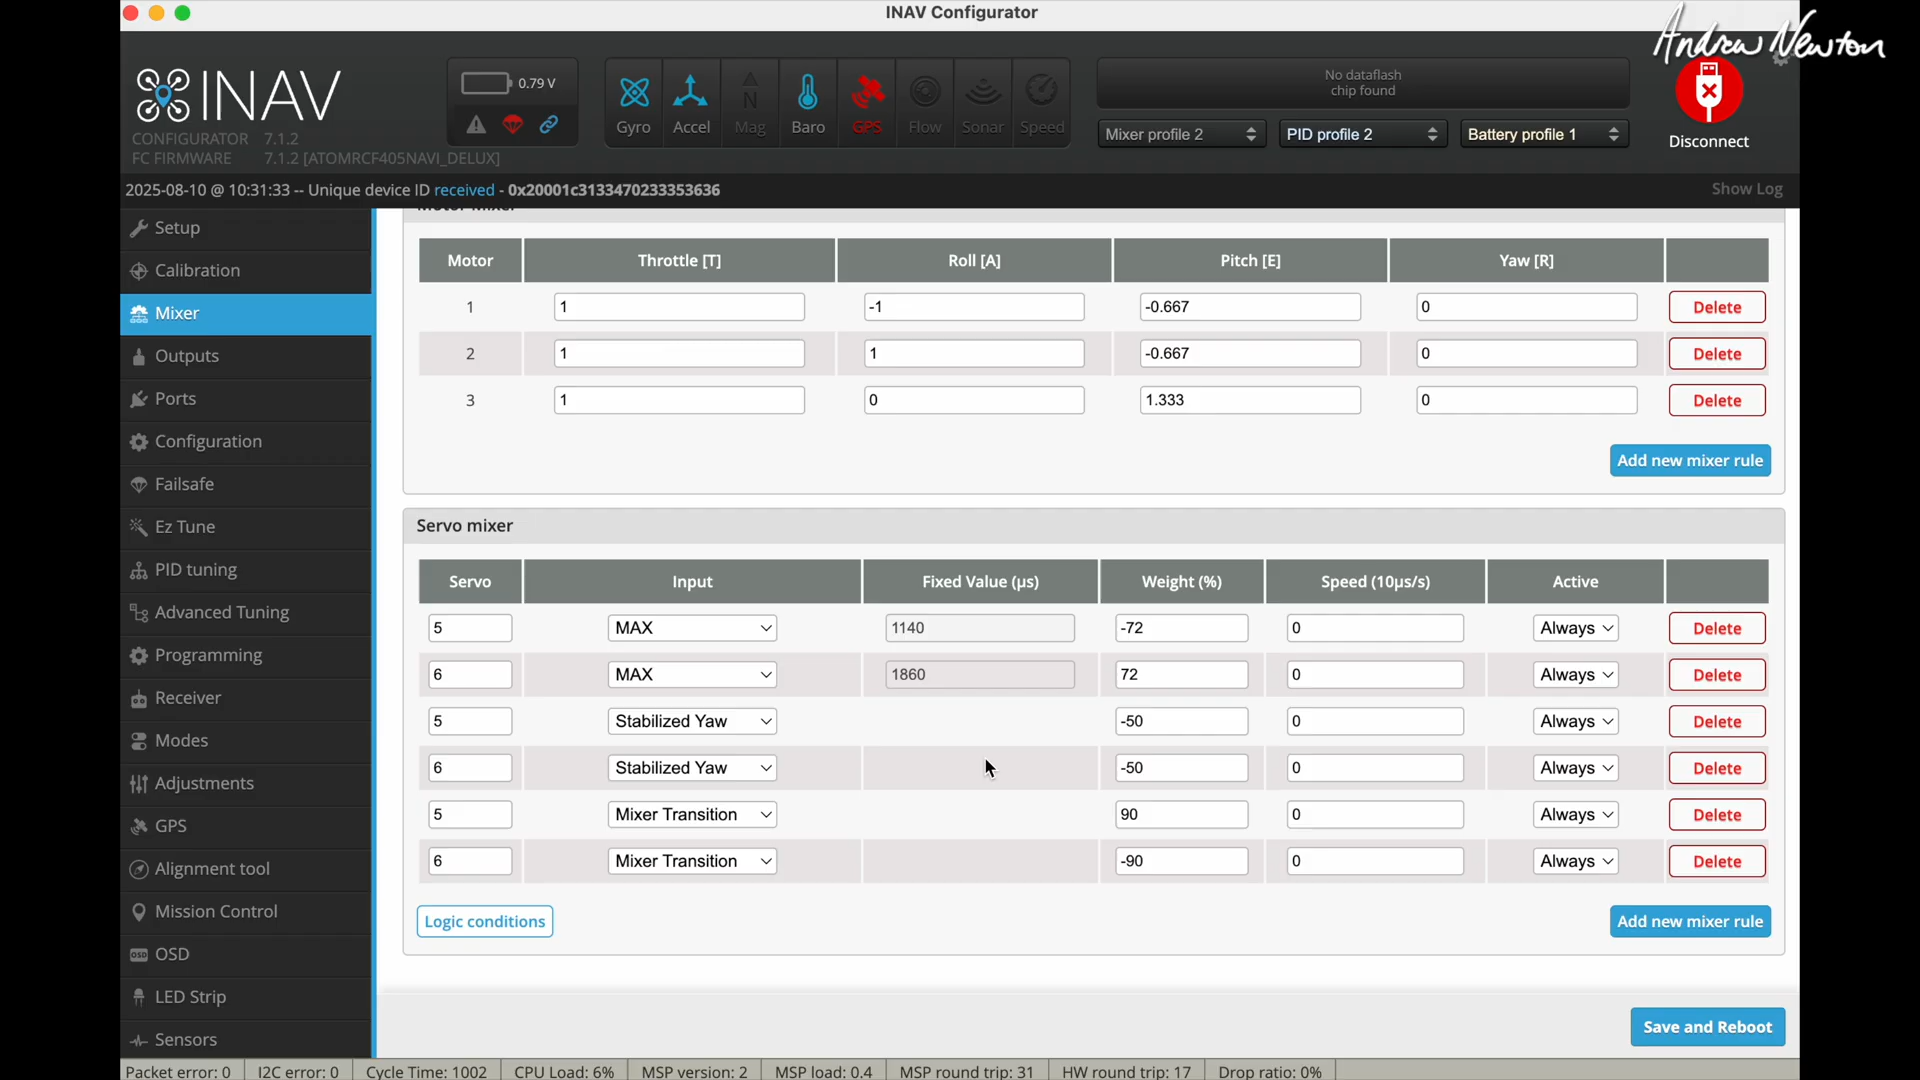 INAV Configurator
Andrew Newton
INAV
CONFIGURATOR 7.1.2
FC FIRMWARE 7.1.2 [ATOMRCF405NAVI_DELUX]
0.79 V
Gyro
Accel
N
Mag
Baro
GPS
Flow
Sonar
Speed
No dataflash
chip found
Mixer profile 2
PID profile 2
Battery profile 1
Disconnect
2025-08-10 @ 10:31:33 -- Unique device ID received - 0x20001c3133470233353636
Show Log
Setup
Calibration
Mixer
Outputs
Ports
Configuration
Failsafe
Ez Tune
PID tuning
Advanced Tuning
Programming
Receiver
Modes
Adjustments
GPS
Alignment tool
Mission Control
OSD
LED Strip
Sensors
Motor Mixer
Motor Throttle [T] Roll [A] Pitch [E] Yaw [R]
1 1 -1 -0.667 0 Delete
2 1 1 -0.667 0 Delete
3 1 0 1.333 0 Delete
Add new mixer rule
Servo mixer
Servo Input Fixed Value (µs) Weight (%) Speed (10µs/s) Active
5 MAX 1140 -72 0 Always Delete
6 MAX 1860 72 0 Always Delete
5 Stabilized Yaw -50 0 Always Delete
6 Stabilized Yaw -50 0 Always Delete
5 Mixer Transition 90 0 Always Delete
6 Mixer Transition -90 0 Always Delete
Logic conditions
Add new mixer rule
Save and Reboot
Packet error: 0 I2C error: 0 Cycle Time: 1002 CPU Load: 6% MSP version: 2 MSP load: 0.4 MSP round trip: 31 HW round trip: 17 Drop ratio: 0%